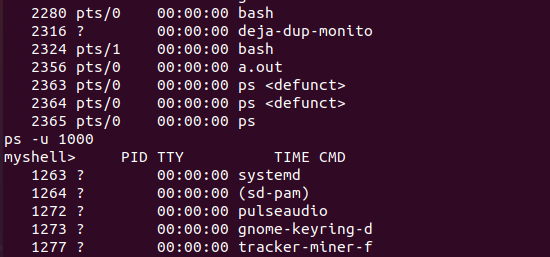 2280 pts/0    00:00:00 bash
2316 ?        00:00:00 deja-dup-monito
2324 pts/1    00:00:00 bash
2356 pts/0    00:00:00 a.out
2363 pts/0    00:00:00 ps <defunct>
2364 pts/0    00:00:00 ps <defunct>
2365 pts/0    00:00:00 ps
ps -u 1000
myshell>     PID TTY          TIME CMD
1263 ?        00:00:00 systemd
1264 ?        00:00:00 (sd-pam)
1272 ?        00:00:00 pulseaudio
1273 ?        00:00:00 gnome-keyring-d
1277 ?        00:00:00 tracker-miner-f